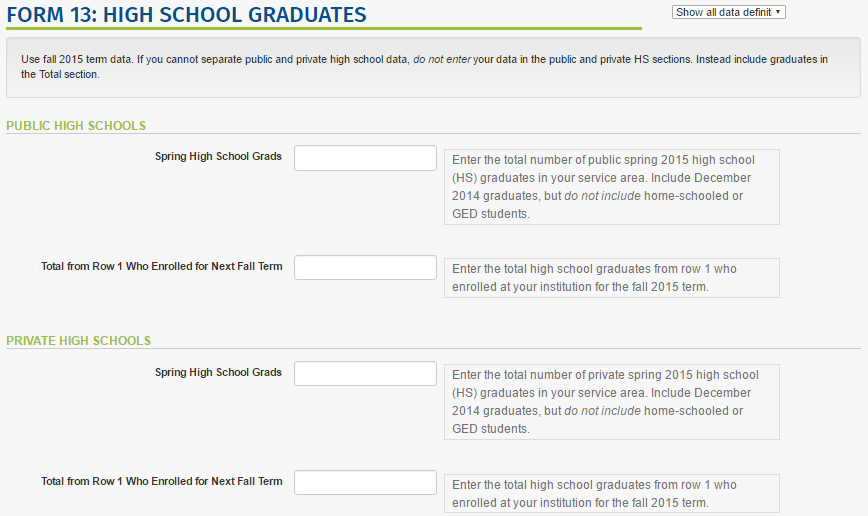 FORM 13: HIGH SCHOOL GRADUATES
Show all data definit
Use fall 2015 term data. If you cannot separate public and private high school data, do not enter your data in the public and private HS sections. Instead include graduates in
the Total section.
PUBLIC HIGH SCHOOLS
Spring High School Grads
Enter the total number of public spring 2015 high school
(HS) graduates in your service area. Include December
2014 graduates, but do not include home-schooled or
GED students.
Total from Row 1 Who Enrolled for Next Fall Term
Enter the total high school graduates from row 1 who
enrolled at your institution for the fall 2015 term.
PRIVATE HIGH SCHOOLS
Spring High School Grads
Enter the total number of private spring 2015 high school
(HS) graduates in your service area. Include December
2014 graduates, but do not include home-schooled or
GED students.
Total from Row 1 Who Enrolled for Next Fall Term
Enter the total high school graduates from row 1 who
enrolled at your institution for the fall 2015 term.